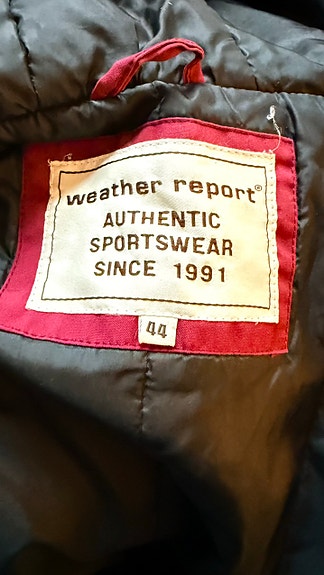 weather report®
AUTHENTIC
SPORTSWEAR
SINCE 1991
44